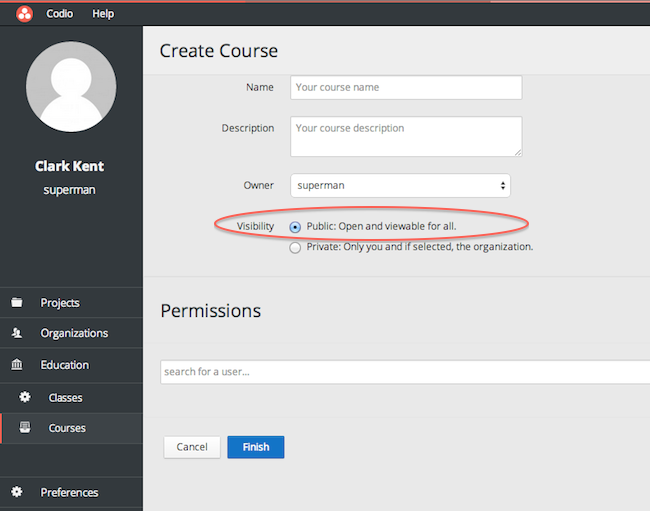 Codio Help
Clark Kent
superman
Projects
Organizations
Education
Classes
Courses
Preferences
Create Course
Name Your course name
Description Your course description
Owner superman
Visibility Public: Open and viewable for all.
Private: Only you and if selected, the organization.
Permissions
search for a user...
Cancel Finish